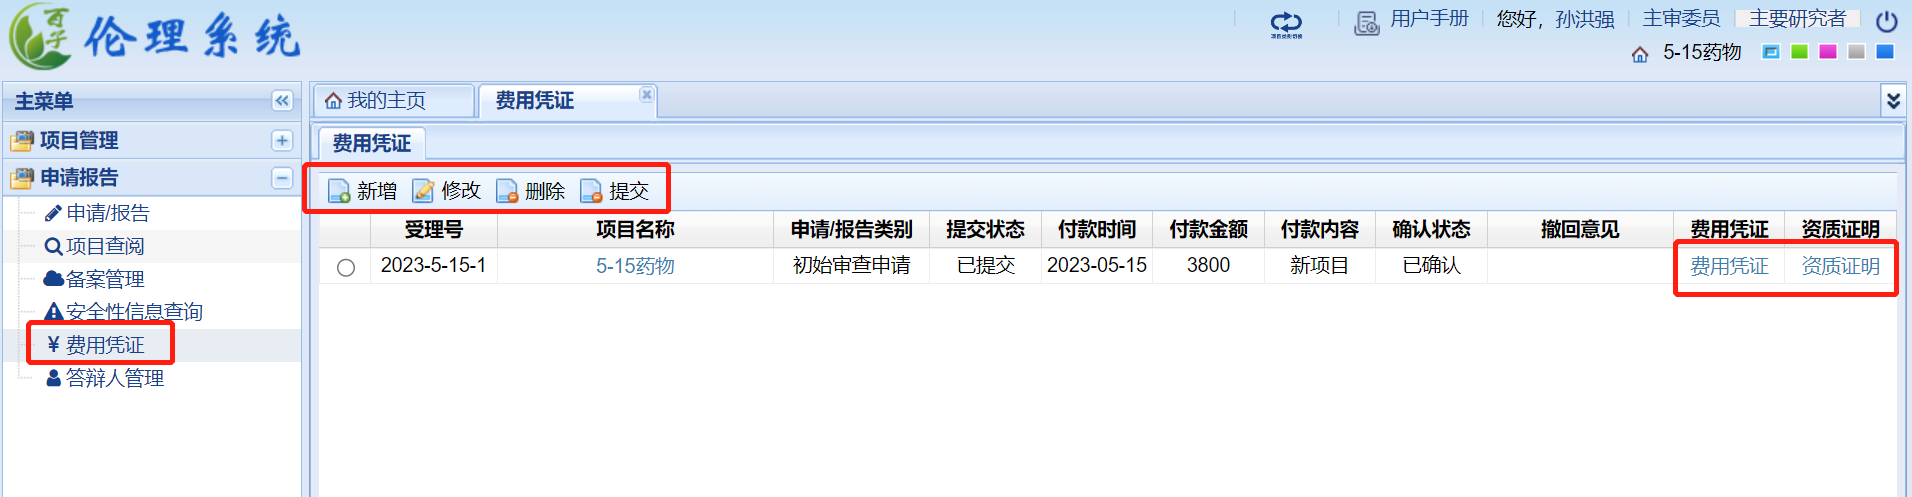 百奥 伦理系统
项目类别切换
用户手册 您好，孙洪强 主审委员 主要研究者
5-15药物
主菜单
项目管理
申请报告
申请/报告
项目查阅
备案管理
安全性信息查询
¥ 费用凭证
答辩人管理
我的主页 费用凭证
费用凭证
新增 修改 删除 提交
受理号 项目名称 申请/报告类别 提交状态 付款时间 付款金额 付款内容 确认状态 撤回意见 费用凭证 资质证明
2023-5-15-1 5-15药物 初始审查申请 已提交 2023-05-15 3800 新项目 已确认 费用凭证 资质证明